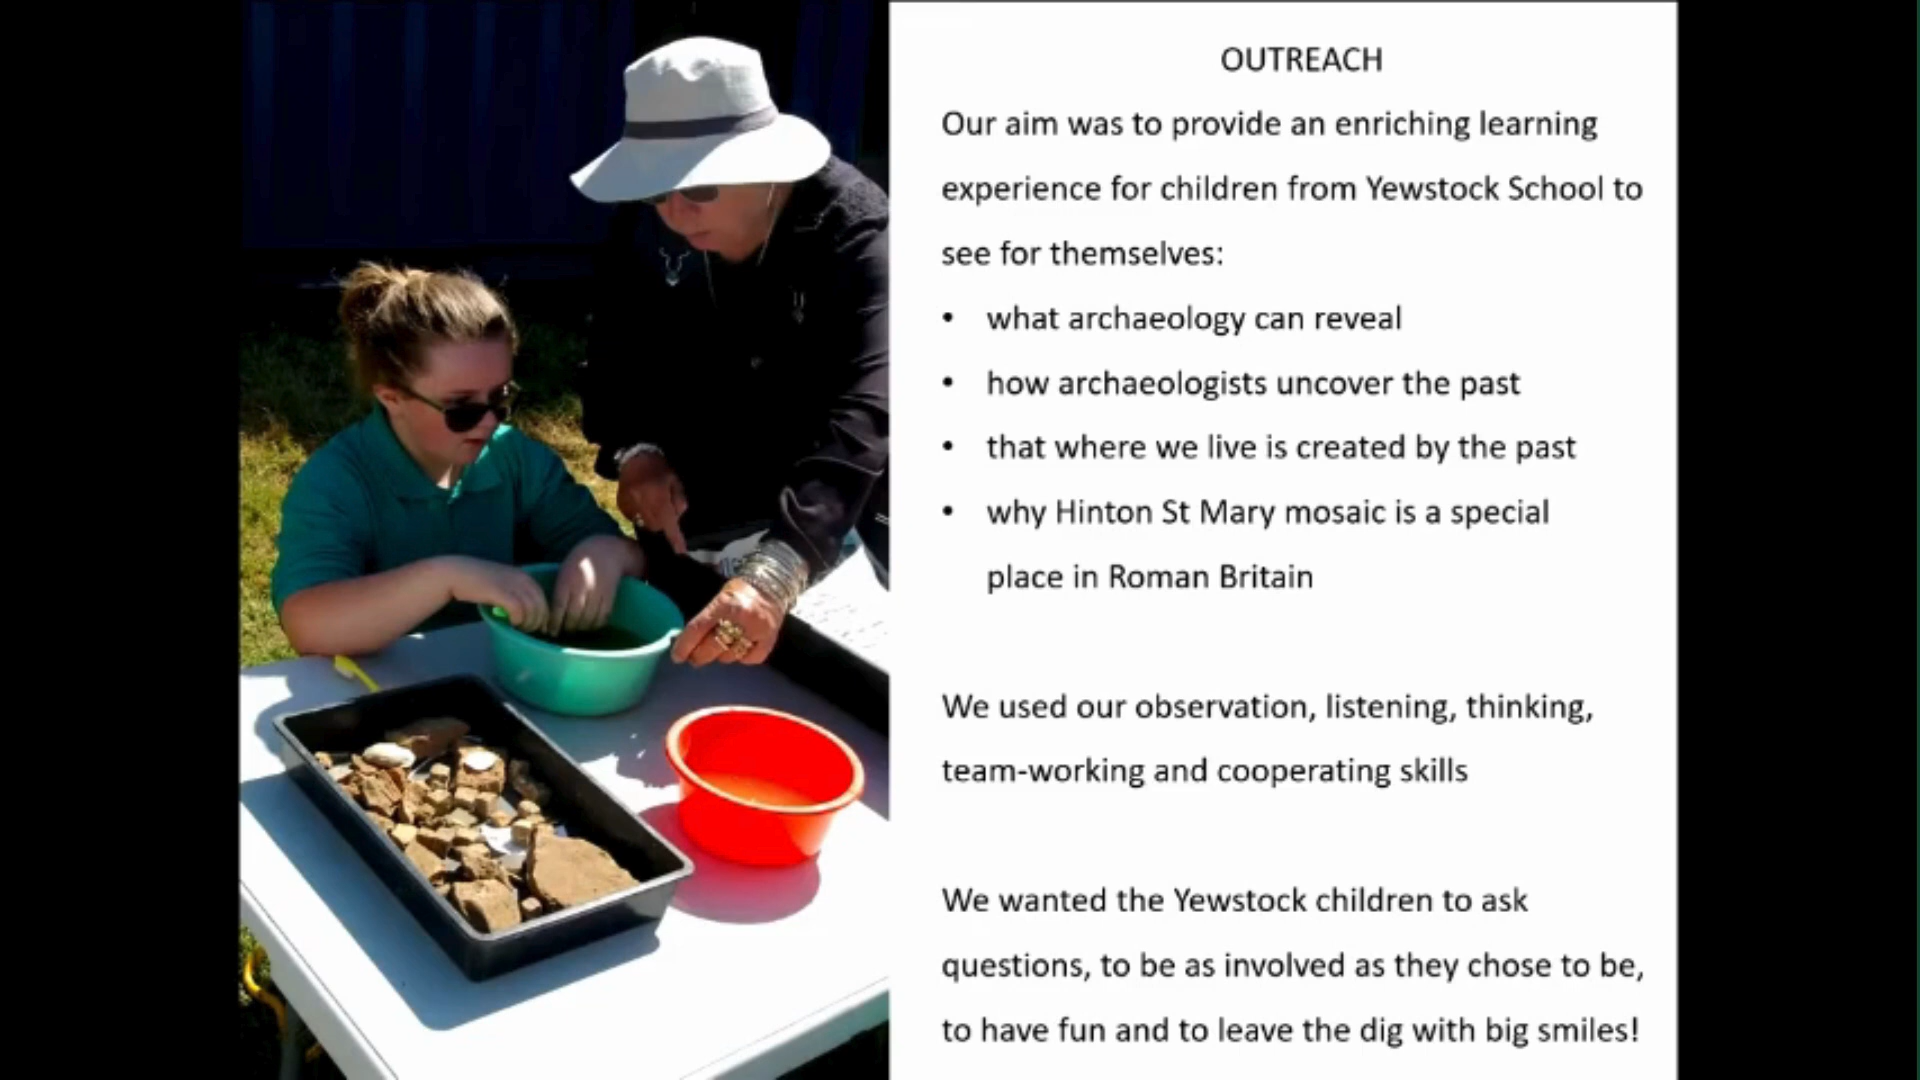 OUTREACH
Our aim was to provide an enriching learning
experience for children from Yewstock School to
see for themselves:
• what archaeology can reveal
• how archaeologists uncover the past
• that where we live is created by the past
• why Hinton St Mary mosaic is a special
place in Roman Britain
We used our observation, listening, thinking,
team-working and cooperating skills
We wanted the Yewstock children to ask
questions, to be as involved as they chose to be,
to have fun and to leave the dig with big smiles!